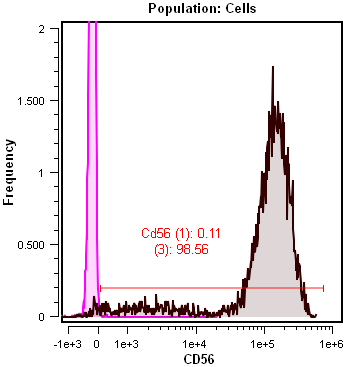 Population: Cells
Frequency
2
1.500
1
0.500
0
Cd56 (1): 0.11
(3): 98.56
-1e+3 0 1e+3 1e+4 1e+5 1e+6
CD56